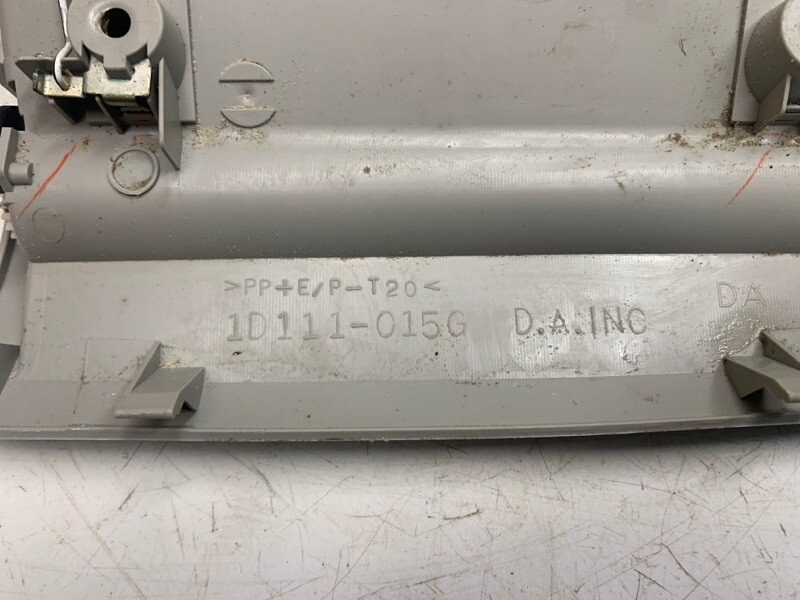 >PP+E/P-T20<
1D111-015G D.A.INC DA